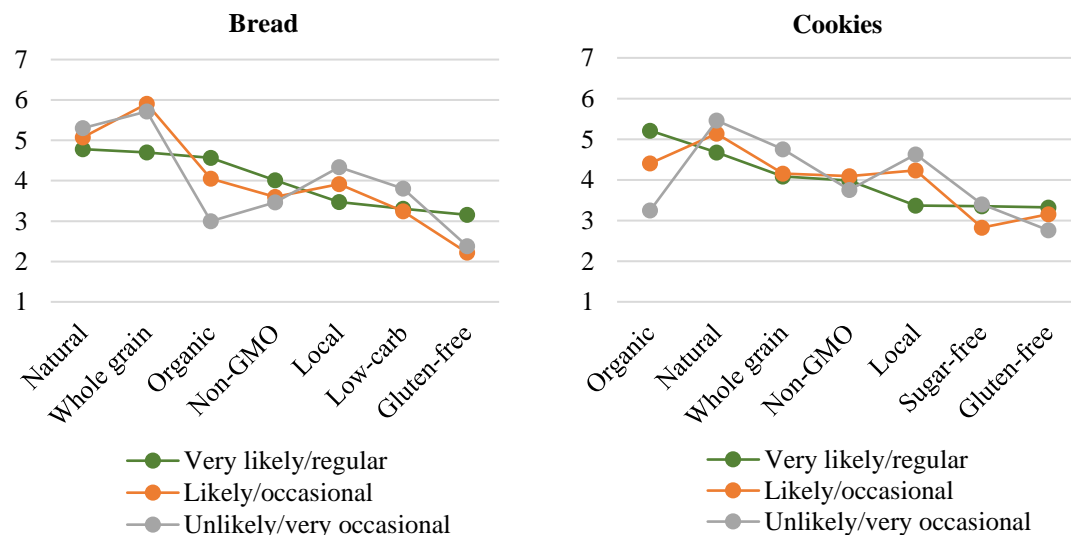 Bread
7
6
5
4
3
2
1
Natural
Whole grain
Organic
Non-GMO
Local
Low-carb
Gluten-free
Very likely/regular
Likely/occasional
Unlikely/very occasional
Cookies
7
6
5
4
3
2
1
Organic
Natural
Whole grain
Non-GMO
Local
Sugar-free
Gluten-free
Very likely/regular
Likely/occasional
Unlikely/very occasional